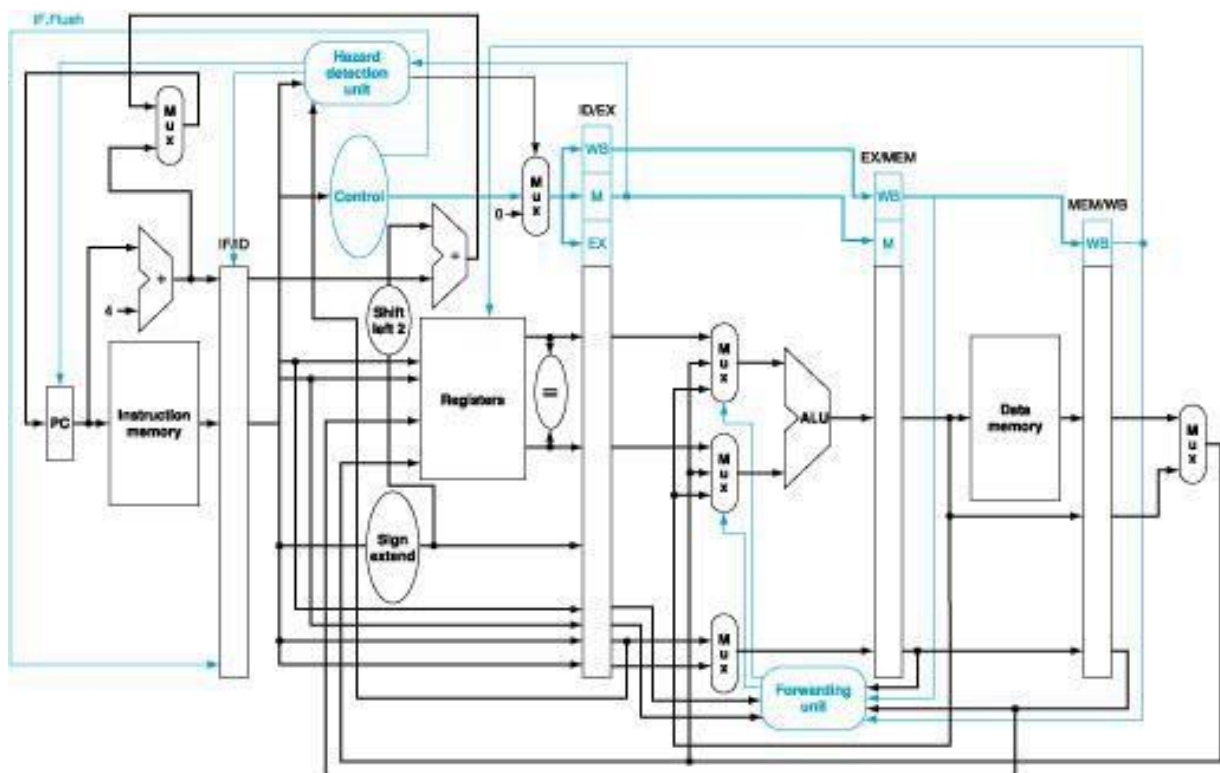 IF.Flush
Hazard
detection
unit
M
u
x
ID/EX
WB
EX/MEM
M
u
x
Control
M
WB
MEM/WB
0
EX
M
WB
+
IF/ID
+
4
Shift
left 2
M
u
x
Registers
=
PC
Instruction
memory
ALU
Data
memory
M
u
x
M
u
x
Sign
extend
M
u
x
Forwarding
unit